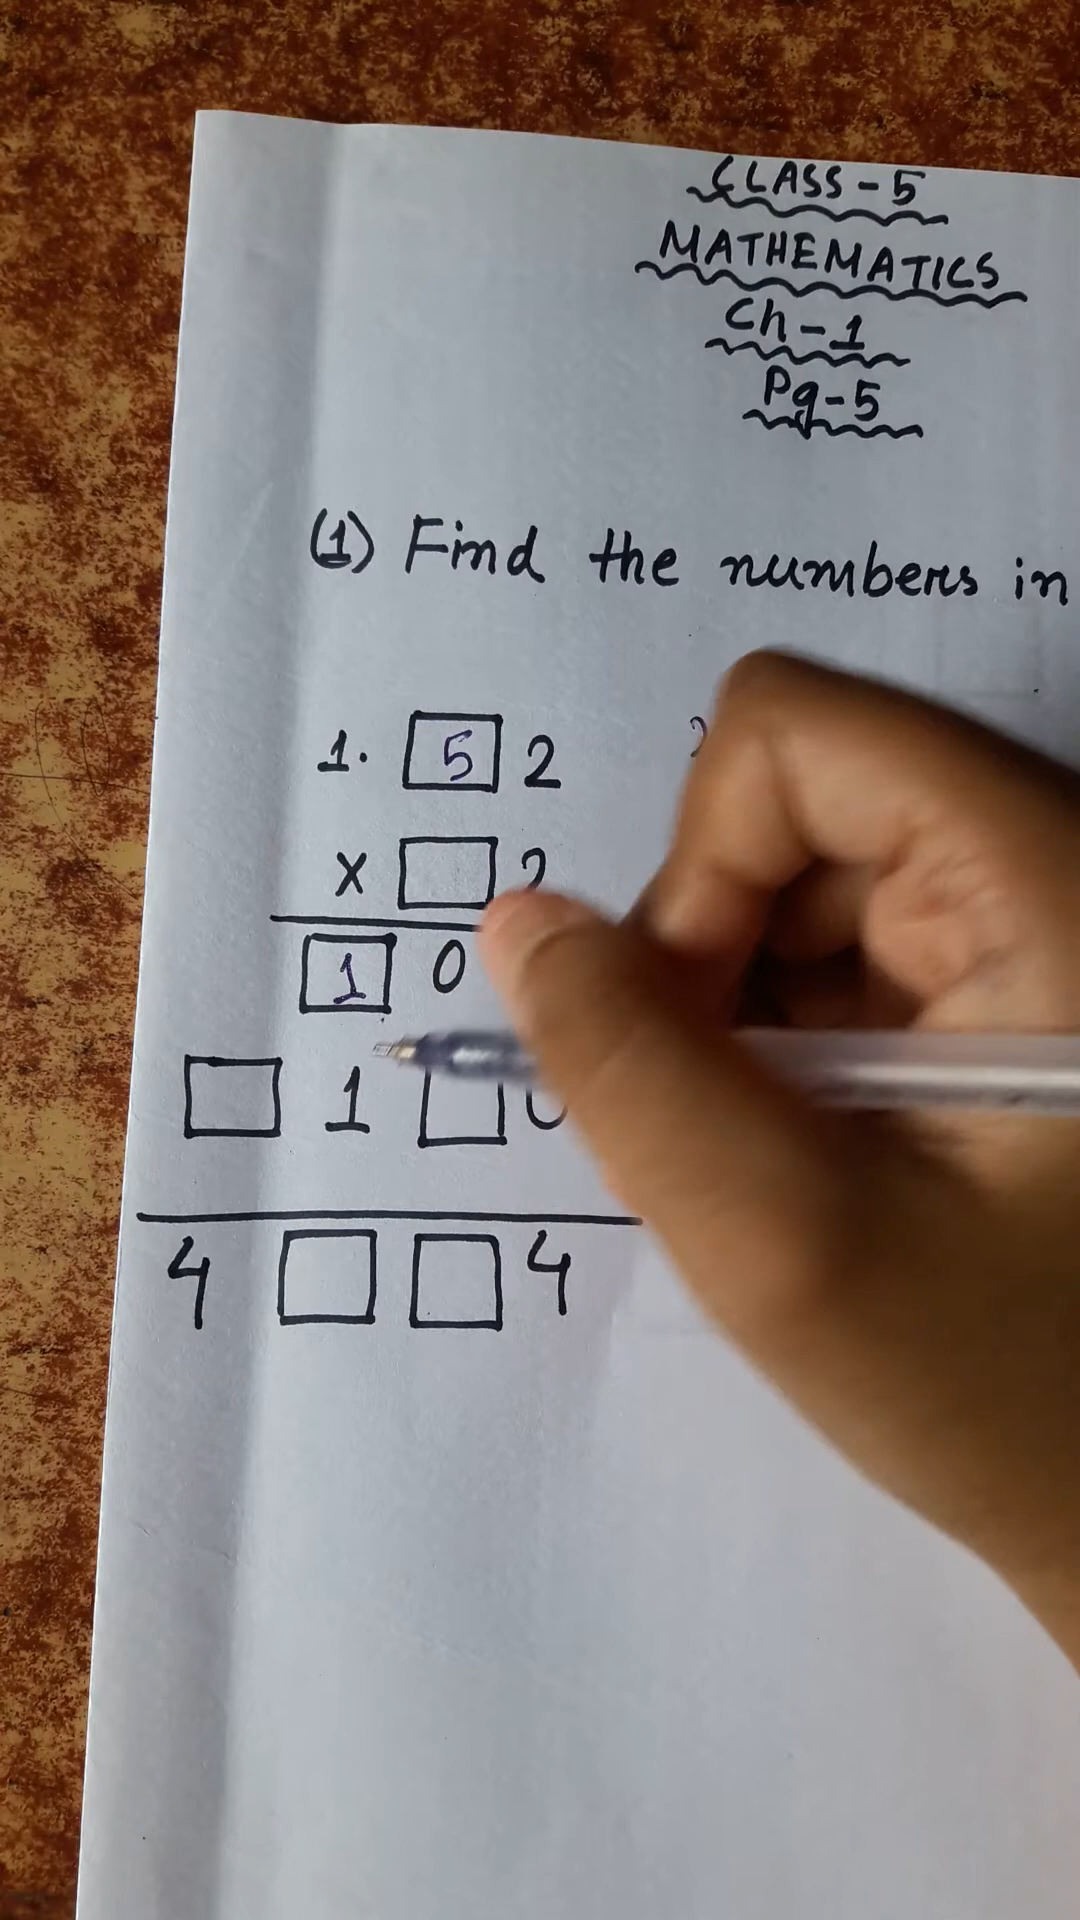 CLASS-5
MATHEMATICS
Ch-1
Pg-5
(1) Find the numbers in
1. 5 2
x 2
1 0
1
4 4